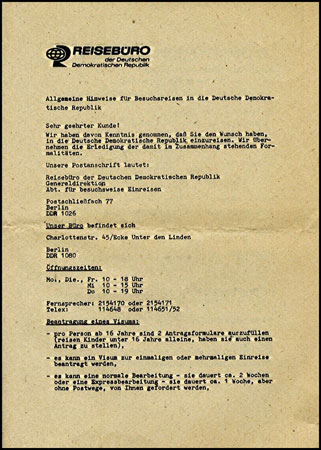 REISEBÜRO
der Deutschen
Demokratischen Republik
Allgemeine Hinweise für Besuchsreisen in die Deutsche Demokra-
tische Republik
Sehr geehrter Kunde!
Wir haben davon Kenntnis genommen, daß Sie den Wunsch haben,
in die Deutsche Demokratische Republik einzureisen. Wir über-
nehmen die Erledigung der damit im Zusammenhang stehenden For-
malitäten.
Unsere Postanschrift lautet:
Reisebüro der Deutschen Demokratischen Republik
Generaldirektion
Abt. für besuchsweise Einreisen
Postschließfach 77
Berlin
DDR 1026
Unser Büro befindet sich
Charlottenstr. 45/Ecke Unter den Linden
Berlin
DDR 1080
Öffnungszeiten:
Moi, Die., Fr. 10 - 18 Uhr
Mi 10 - 15 Uhr
Do 10 - 19 Uhr
Fernsprecher: 2154170 oder 2154171
Telex: 114648 oder 114651/52
Beantragung eines Visums:
- pro Person ab 16 Jahre sind 2 Antragsformulare auszufüllen
(reisen Kinder unter 16 Jahre alleine, haben sie auch einen
Antrag zu stellen),
- es kann ein Visum zur einmaligen oder mehrmaligen Einreise
beantragt werden,
- es kann eine normale Bearbeitung - sie dauert ca. 2 Wochen
oder eine Expressbearbeitung - sie dauert ca. 1 Woche, aber
ohne Postwege, von Ihnen gefordert werden,